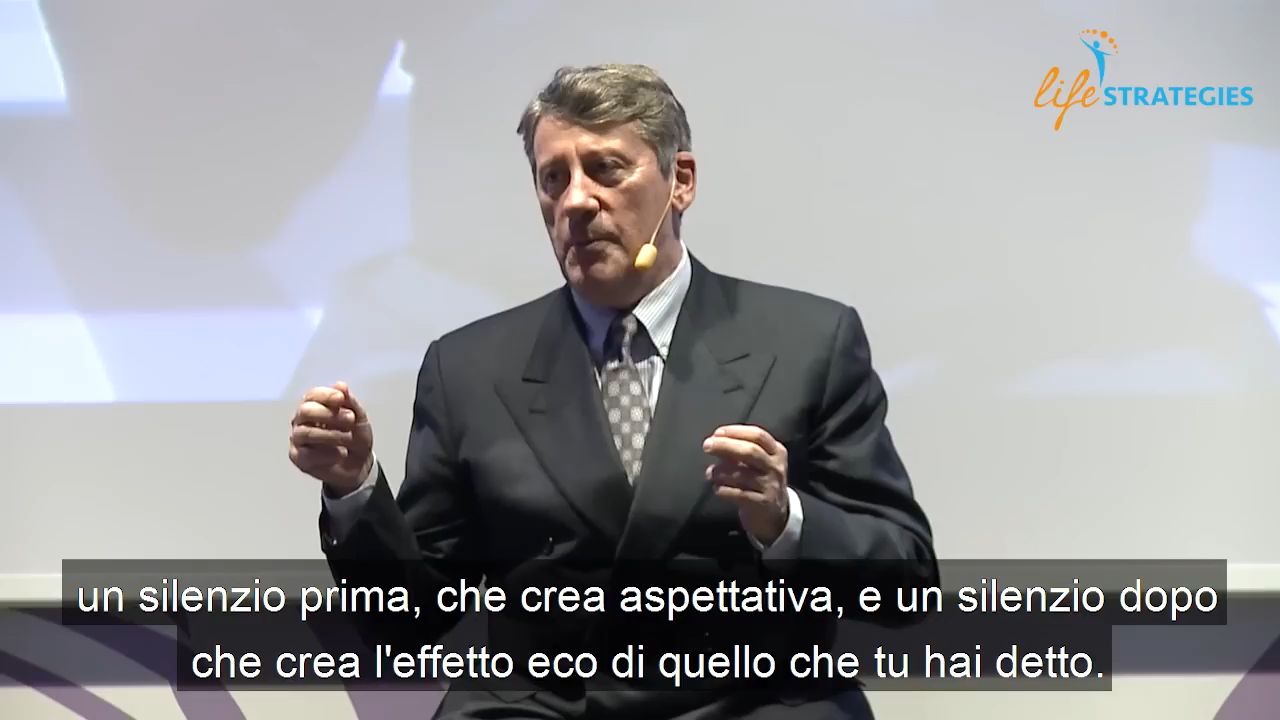 life STRATEGIES
un silenzio prima, che crea aspettativa, e un silenzio dopo
che crea l'effetto eco di quello che tu hai detto.